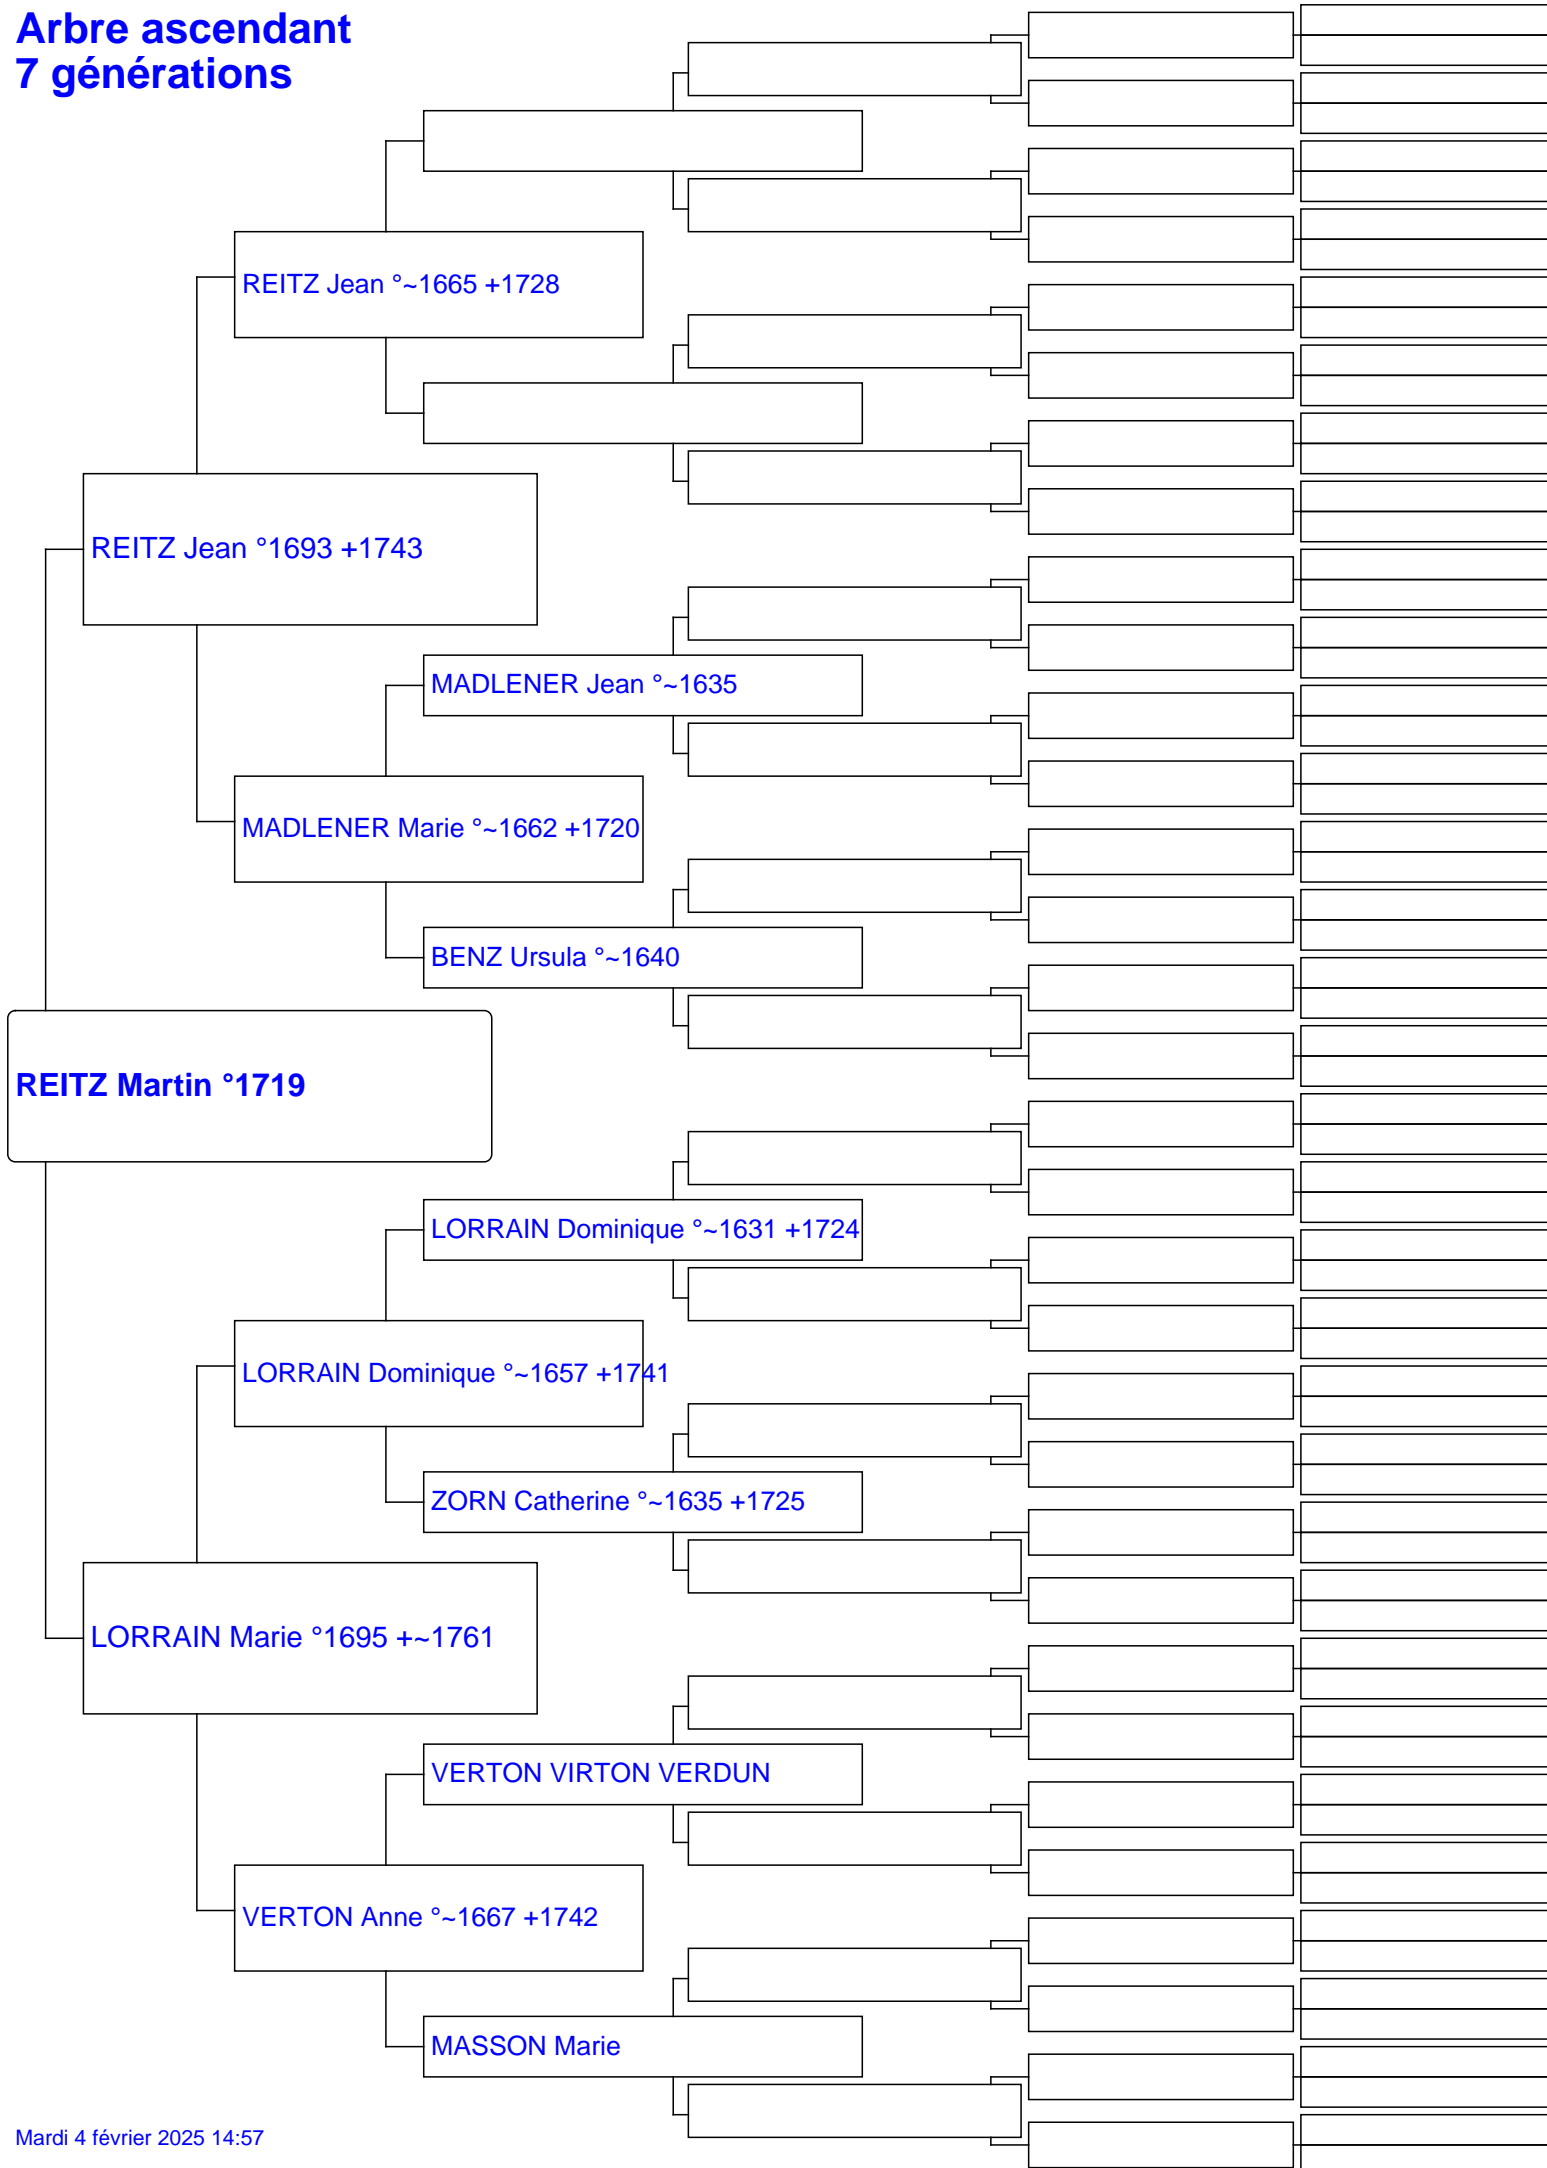 Arbre ascendant
7 générations
REITZ Jean °~1665 +1728
REITZ Jean °1693 +1743
MADLENER Jean °~1635
MADLENER Marie °~1662 +1720
BENZ Ursula °~1640
REITZ Martin °1719
LORRAIN Dominique °~1631 +1724
LORRAIN Dominique °~1657 +1741
ZORN Catherine °~1635 +1725
LORRAIN Marie °1695 +~1761
VERTON VIRTON VERDUN
VERTON Anne °~1667 +1742
MASSON Marie
Mardi 4 février 2025 14:57